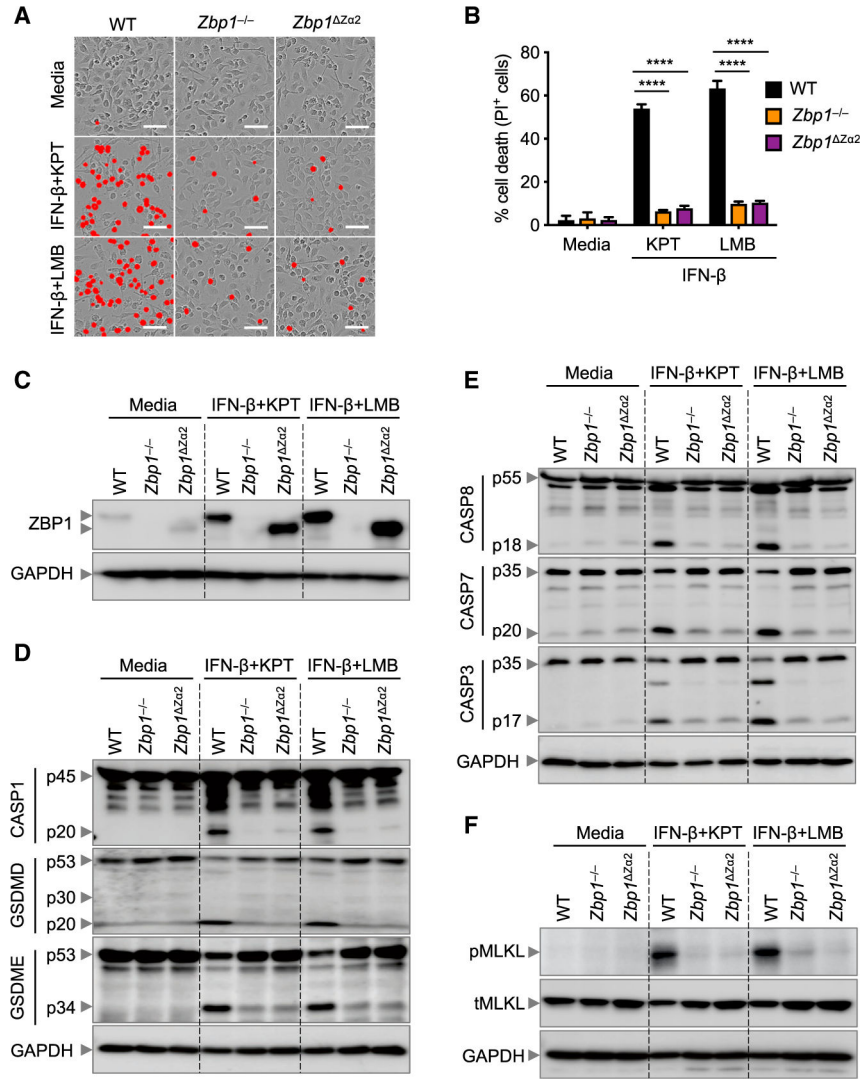 A
WT
Zbp1–/–
Zbp1ΔZα2
Media
IFN-β+KPT
IFN-β+LMB
B
% cell death (PI+ cells)
80
60
40
20
0
****
****
****
****
WT
Zbp1–/–
Zbp1ΔZα2
Media
KPT
LMB
IFN-β
C
Media
IFN-β+KPT
IFN-β+LMB
WT
Zbp1–/–
Zbp1ΔZα2
WT
Zbp1–/–
Zbp1ΔZα2
WT
Zbp1–/–
Zbp1ΔZα2
ZBP1
GAPDH
D
Media
IFN-β+KPT
IFN-β+LMB
WT
Zbp1–/–
Zbp1ΔZα2
WT
Zbp1–/–
Zbp1ΔZα2
WT
Zbp1–/–
Zbp1ΔZα2
CASP1
p45
p20
GSDMD
p53
p30
p20
GSDME
p53
p34
GAPDH
E
Media
IFN-β+KPT
IFN-β+LMB
WT
Zbp1–/–
Zbp1ΔZα2
WT
Zbp1–/–
Zbp1ΔZα2
WT
Zbp1–/–
Zbp1ΔZα2
CASP8
p55
p18
CASP7
p35
p20
CASP3
p35
p17
GAPDH
F
Media
IFN-β+KPT
IFN-β+LMB
WT
Zbp1–/–
Zbp1ΔZα2
WT
Zbp1–/–
Zbp1ΔZα2
WT
Zbp1–/–
Zbp1ΔZα2
pMLKL
tMLKL
GAPDH